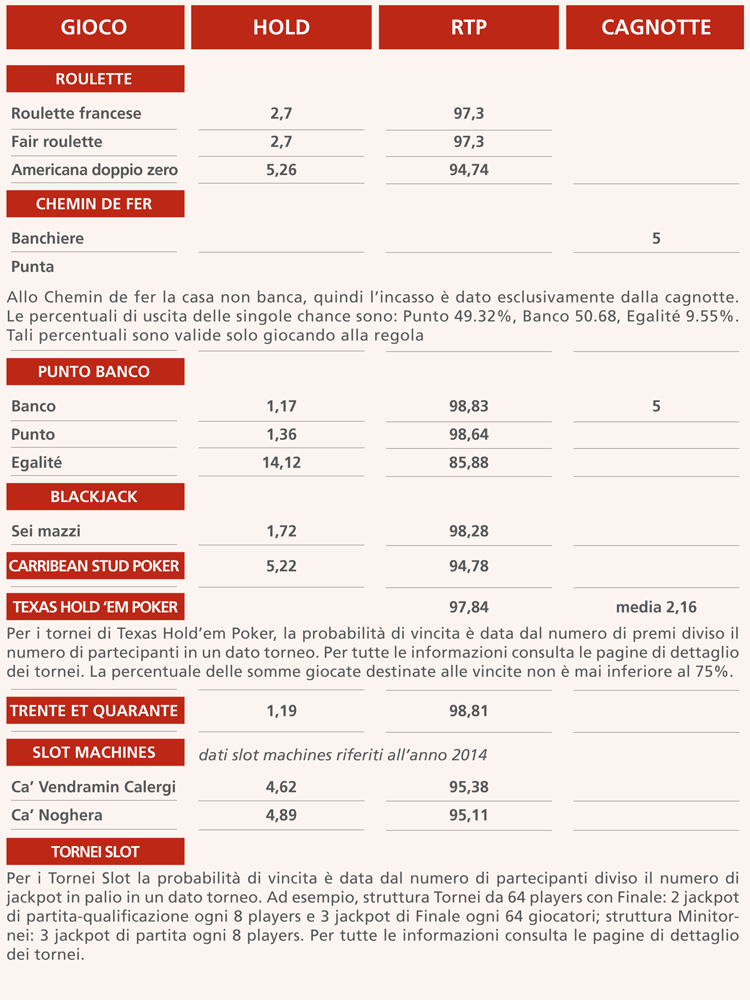 GIOCO HOLD RTP CAGNOTTE
ROULETTE
Roulette francese 2,7 97,3
Fair roulette 2,7 97,3
Americana doppio zero 5,26 94,74
CHEMIN DE FER
Banchiere 5
Punta
Allo Chemin de fer la casa non banca, quindi l'incasso è dato esclusivamente dalla cagnotte.
Le percentuali di uscita delle singole chance sono: Punto 49.32%, Banco 50.68, Egalité 9.55%.
Tali percentuali sono valide solo giocando alla regola
PUNTO BANCO
Banco 1,17 98,83 5
Punto 1,36 98,64
Egalité 14,12 85,88
BLACKJACK
Sei mazzi 1,72 98,28
CARRIBEAN STUD POKER 5,22 94,78
TEXAS HOLD 'EM POKER 97,84 media 2,16
Per i tornei di Texas Hold'em Poker, la probabilità di vincita è data dal numero di premi diviso il
numero di partecipanti in un dato torneo. Per tutte le informazioni consulta le pagine di dettaglio
dei tornei. La percentuale delle somme giocate destinate alle vincite non è mai inferiore al 75%.
TRENTE ET QUARANTE 1,19 98,81
SLOT MACHINES dati slot machines riferiti all'anno 2014
Ca' Vendramin Calergi 4,62 95,38
Ca' Noghera 4,89 95,11
TORNEI SLOT
Per i Tornei Slot la probabilità di vincita è data dal numero di partecipanti diviso il numero di
jackpot in palio in un dato torneo. Ad esempio, struttura Tornei da 64 players con Finale: 2 jackpot
di partita-qualificazione ogni 8 players e 3 jackpot di Finale ogni 64 giocatori; struttura Minitor-
nei: 3 jackpot di partita ogni 8 players. Per tutte le informazioni consulta le pagine di dettaglio
dei tornei.